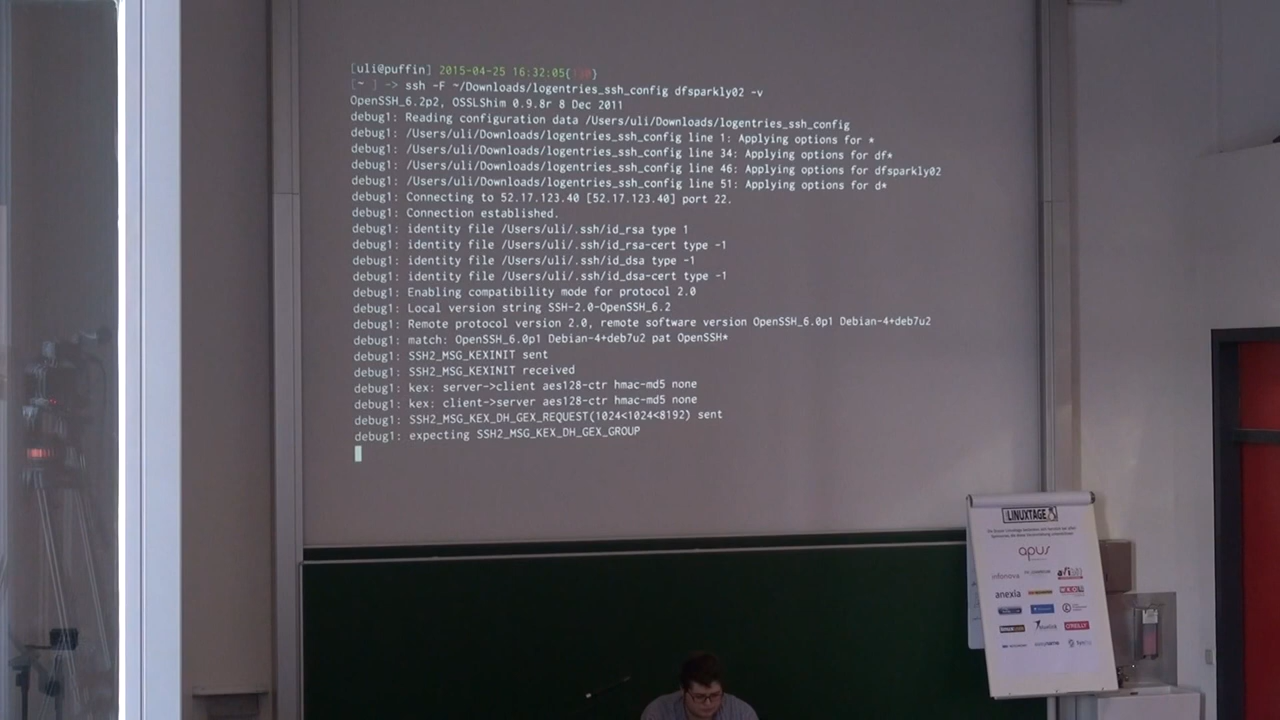 [uli@puffin] 2015-04-25 16:32:05{130}
[~ ] -> ssh -F ~/Downloads/logentries_ssh_config dfsparkly02 -v
OpenSSH_6.2p2, OSSLShim 0.9.8r 8 Dec 2011
debug1: Reading configuration data /Users/uli/Downloads/logentries_ssh_config
debug1: /Users/uli/Downloads/logentries_ssh_config line 1: Applying options for *
debug1: /Users/uli/Downloads/logentries_ssh_config line 34: Applying options for df*
debug1: /Users/uli/Downloads/logentries_ssh_config line 46: Applying options for dfsparkly02
debug1: /Users/uli/Downloads/logentries_ssh_config line 51: Applying options for d*
debug1: Connecting to 52.17.123.40 [52.17.123.40] port 22.
debug1: Connection established.
debug1: identity file /Users/uli/.ssh/id_rsa type 1
debug1: identity file /Users/uli/.ssh/id_rsa-cert type -1
debug1: identity file /Users/uli/.ssh/id_dsa type -1
debug1: identity file /Users/uli/.ssh/id_dsa-cert type -1
debug1: Enabling compatibility mode for protocol 2.0
debug1: Local version string SSH-2.0-OpenSSH_6.2
debug1: Remote protocol version 2.0, remote software version OpenSSH_6.0p1 Debian-4+deb7u2
debug1: match: OpenSSH_6.0p1 Debian-4+deb7u2 pat OpenSSH*
debug1: SSH2_MSG_KEXINIT sent
debug1: SSH2_MSG_KEXINIT received
debug1: kex: server->client aes128-ctr hmac-md5 none
debug1: kex: client->server aes128-ctr hmac-md5 none
debug1: SSH2_MSG_KEX_DH_GEX_REQUEST(1024<1024<8192) sent
debug1: expecting SSH2_MSG_KEX_DH_GEX_GROUP
LINUXTAGE
apus
infonova
anexia
O'REILLY